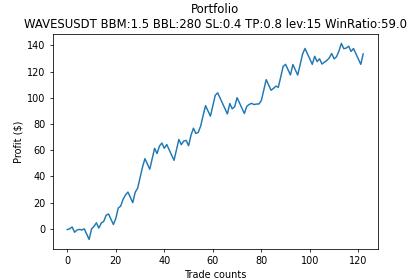 Portfolio
WAVESUSDT BBM:1.5 BBL:280 SL:0.4 TP:0.8 lev:15 WinRatio:59.0
140
120
100
80
60
40
20
0
Profit ($)
0 20 40 60 80 100 120
Trade counts